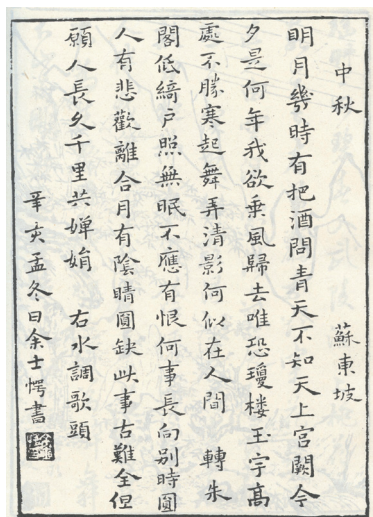 中秋 蘇東坡
明月幾時有把酒問青天不知天上宮闕今
夕是何年我欲乗風歸去唯恐瓊楼玉宇髙
處不勝寒起舞弄清影何似在人間 轉朱
閣低綺戶照無眠不應有恨何事長向別時圓
人有悲歡離合月有陰晴圓缺此事古難全但
願人長久千里共嬋娟 右水調歌頭
辛亥孟冬日余士愕書